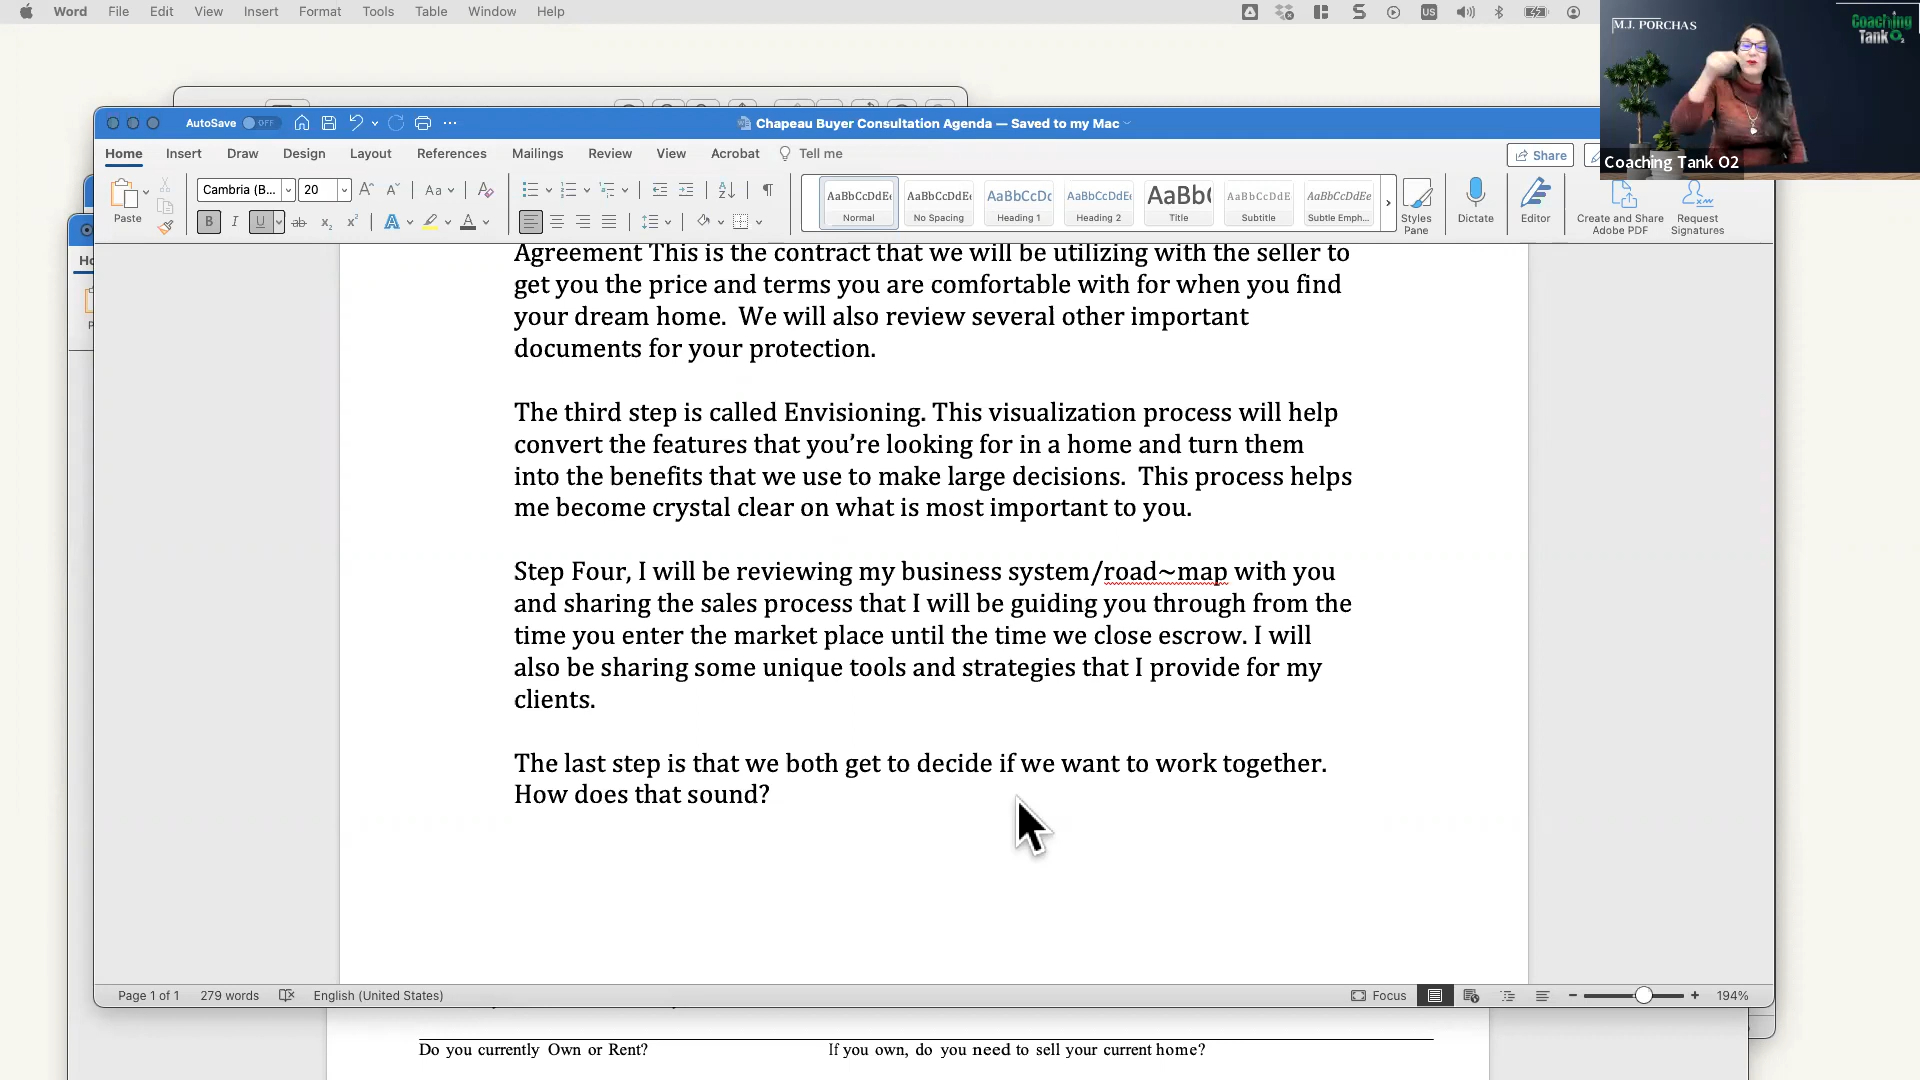 Word File Edit View Insert Format Tools Table Window Help
US
M.J. PORCHAS
Coaching
Tank O2
Coaching Tank O2
AutoSave OFF
Chapeau Buyer Consultation Agenda — Saved to my Mac
Home Insert Draw Design Layout References Mailings Review View Acrobat Tell me
Share
Paste
Cambria (B... 20
AaBbCcDdEe AaBbCcDdEe AaBbCcDc AaBbCcDdEe AaBb( AaBbCcDdE AaBbCcDdEe
Normal No Spacing Heading 1 Heading 2 Title Subtitle Subtle Emph...
Styles Pane
Dictate
Editor
Create and Share Adobe PDF
Request Signatures
Agreement This is the contract that we will be utilizing with the seller to
get you the price and terms you are comfortable with for when you find
your dream home.  We will also review several other important
documents for your protection.
The third step is called Envisioning. This visualization process will help
convert the features that you’re looking for in a home and turn them
into the benefits that we use to make large decisions.  This process helps
me become crystal clear on what is most important to you.
Step Four, I will be reviewing my business system/road~map with you
and sharing the sales process that I will be guiding you through from the
time you enter the market place until the time we close escrow. I will
also be sharing some unique tools and strategies that I provide for my
clients.
The last step is that we both get to decide if we want to work together.
How does that sound?
Page 1 of 1 279 words English (United States) Focus 194%
Do you currently Own or Rent? If you own, do you need to sell your current home?